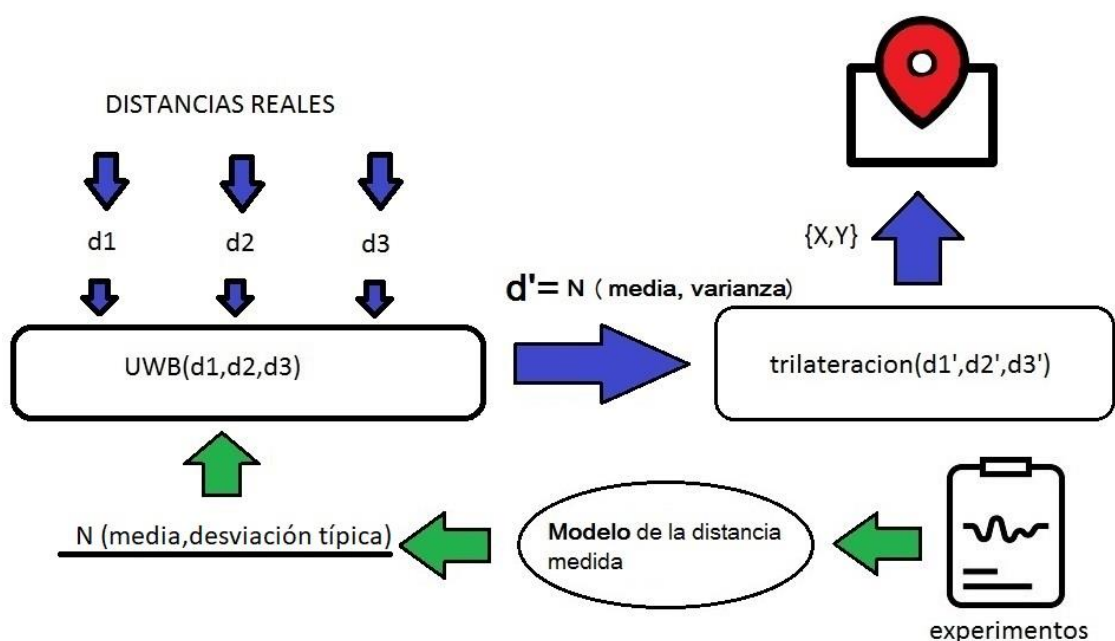 DISTANCIAS REALES
d1
d2
d3
{X,Y}
d'= N ( media, varianza)
UWB(d1,d2,d3)
trilateracion(d1',d2',d3')
N (media,desviación típica)
Modelo de la distancia
medida
experimentos